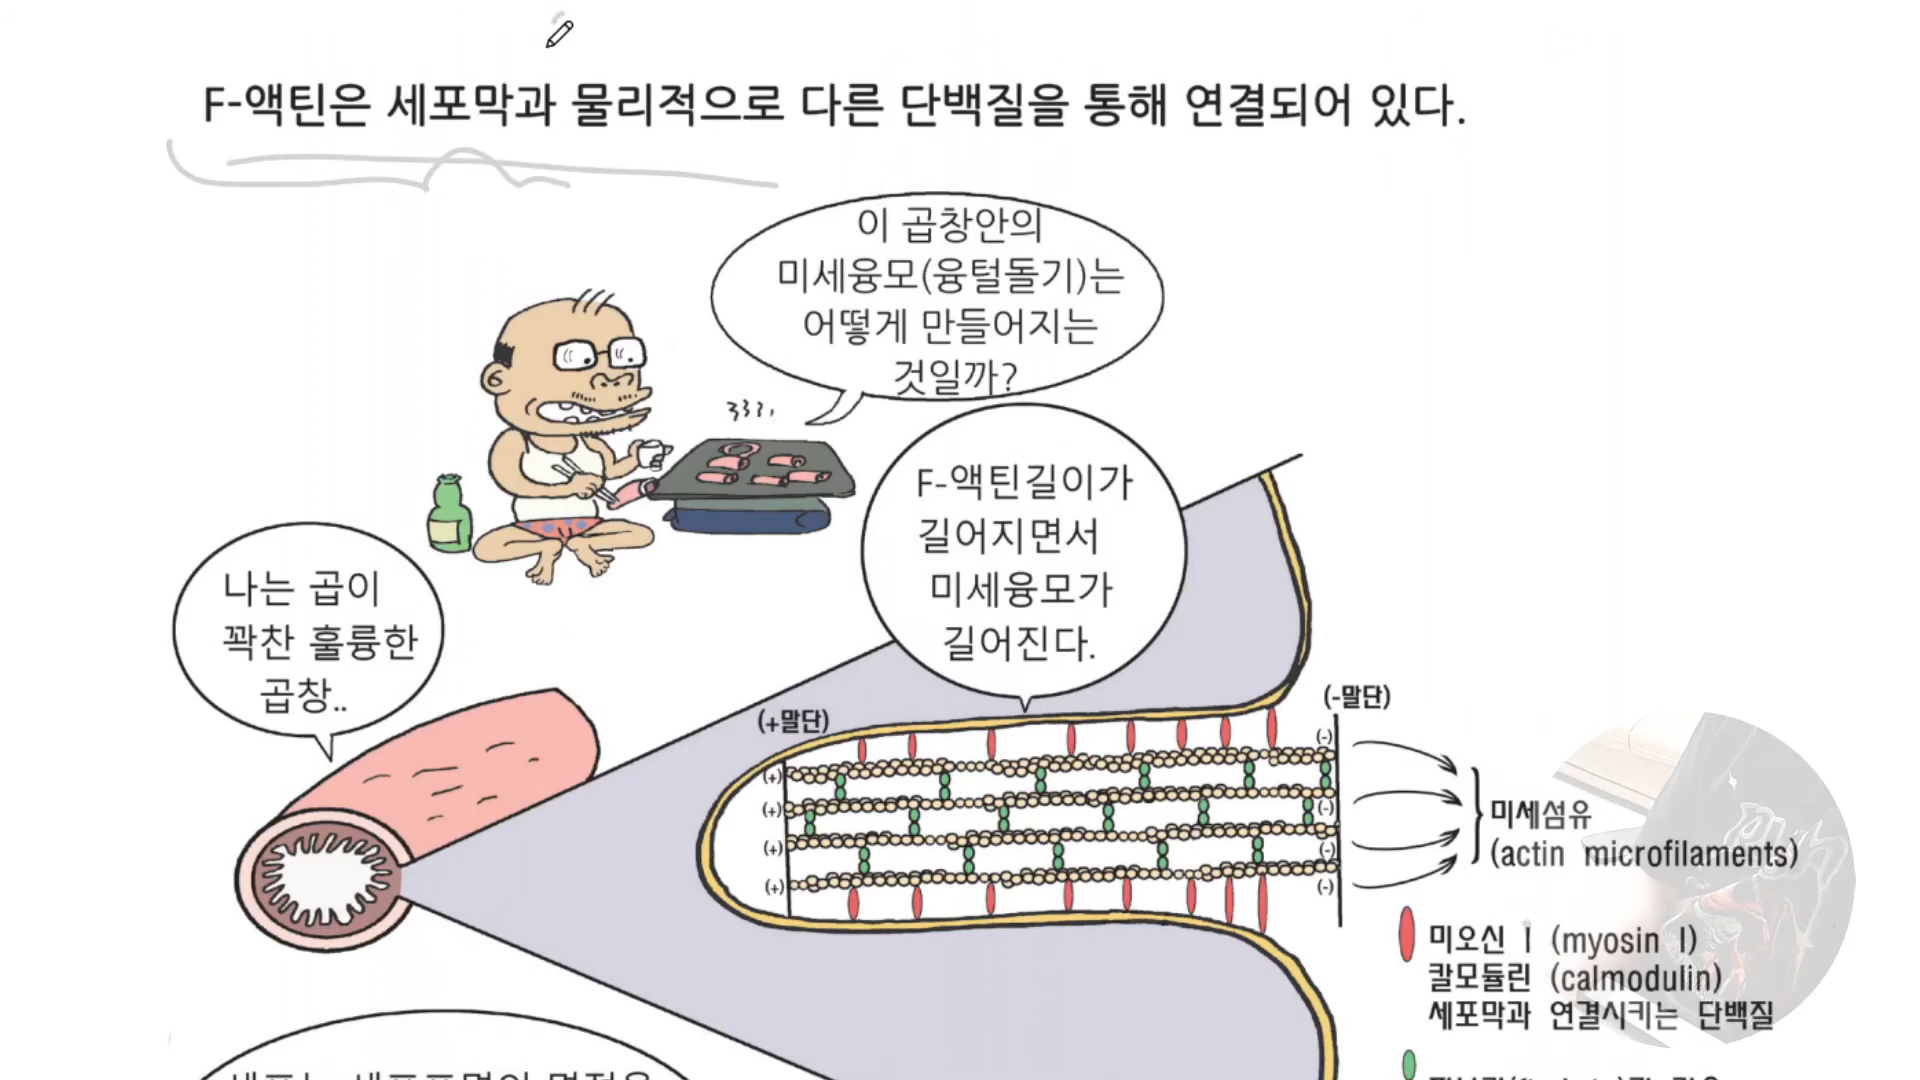 F-액틴은 세포막과 물리적으로 다른 단백질을 통해 연결되어 있다.
이 곱창안의
미세융모(융털돌기)는
어떻게 만들어지는
것일까?
F-액틴길이가
길어지면서
미세융모가
길어진다.
나는 곱이
꽉찬 훌륭한
곱창..
(+말단)
(-말단)
(+)
(+)
(+)
(+)
(-)
(-)
(-)
(-)
미세섬유
(actin microfilaments)
미오신 I (myosin I)
칼모듈린 (calmodulin)
세포막과 연결시키는 단백질